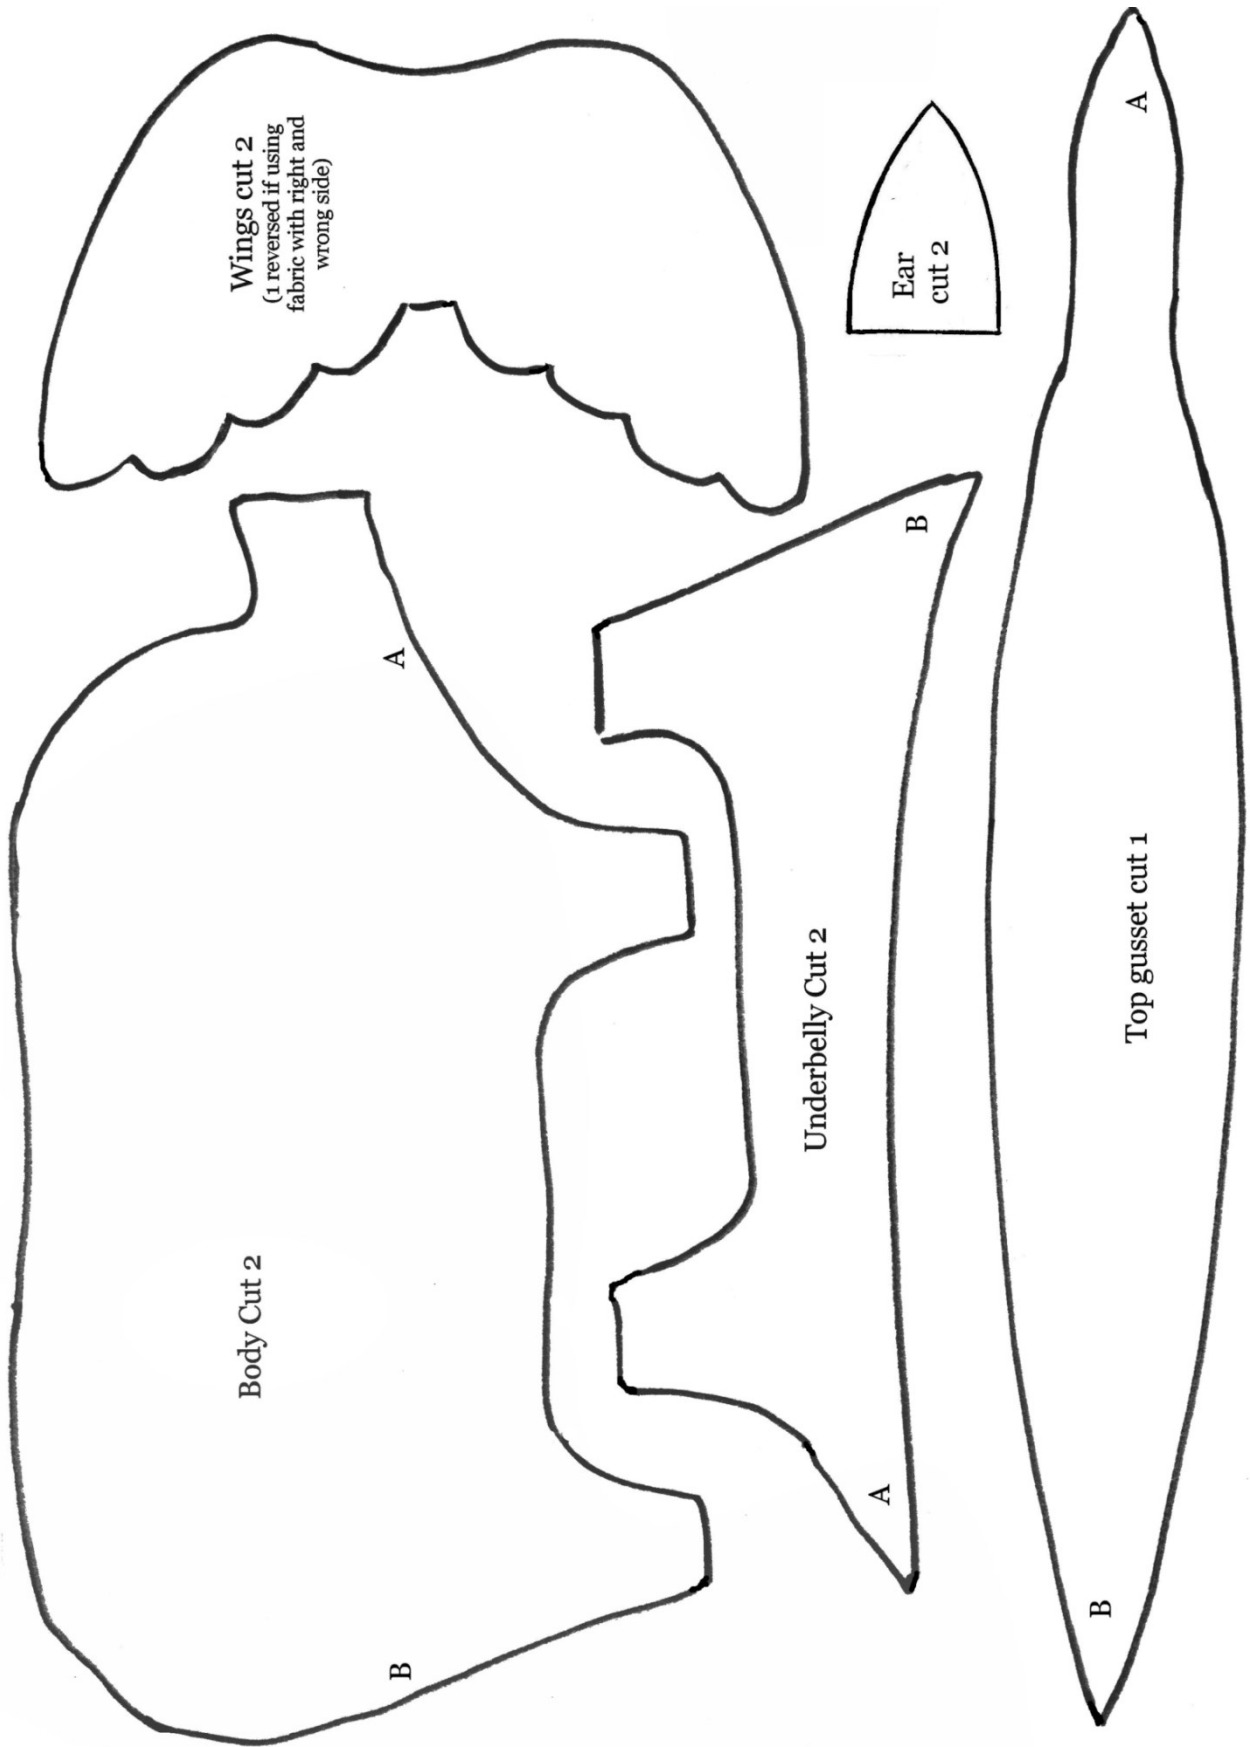 Wings cut 2
(1 reversed if using
fabric with right and
wrong side)
Ear
cut 2
A
B
A
Body Cut 2
B
Underbelly Cut 2
A
B
Top gusset cut 1
A
B